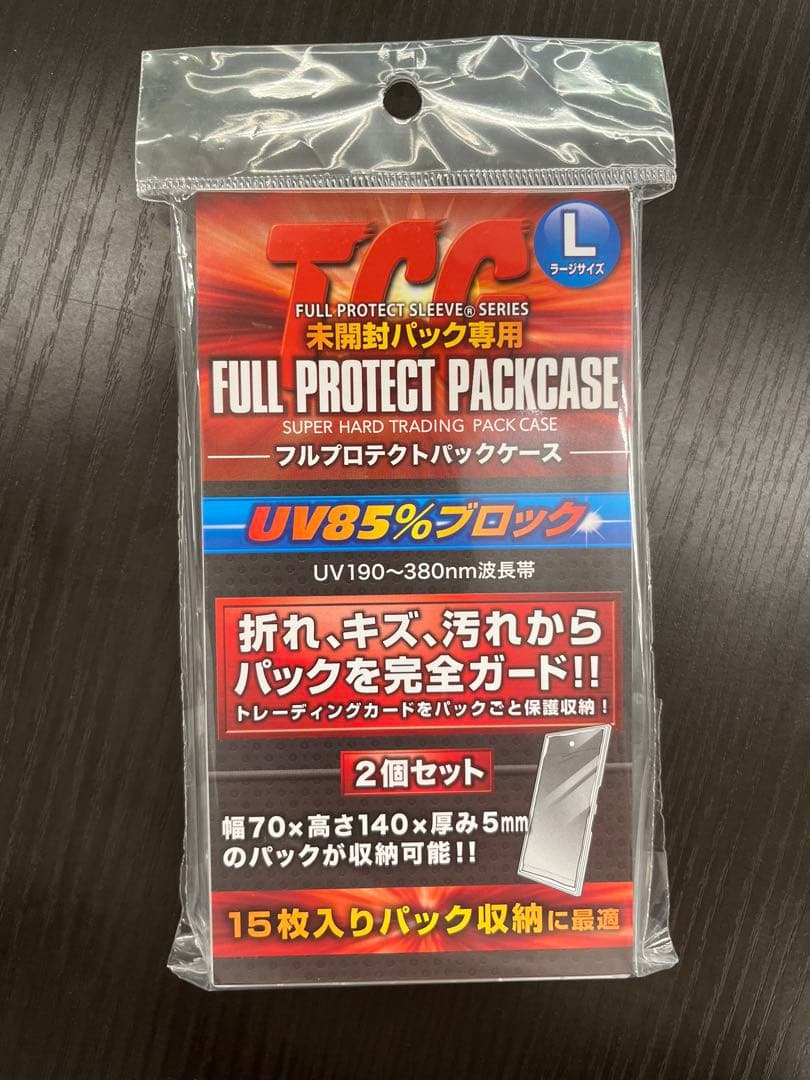 TCG
L
ラージサイズ
FULL PROTECT SLEEVE® SERIES
未開封パック専用
FULL PROTECT PACKCASE
SUPER HARD TRADING PACK CASE
フルプロテクトパックケース
UV85%ブロック
UV190〜380nm波長帯
折れ、キズ、汚れから
パックを完全ガード!!
トレーディングカードをパックごと保護収納!
2個セット
幅70×高さ140×厚み5mm
のパックが収納可能!!
15枚入りパック収納に最適